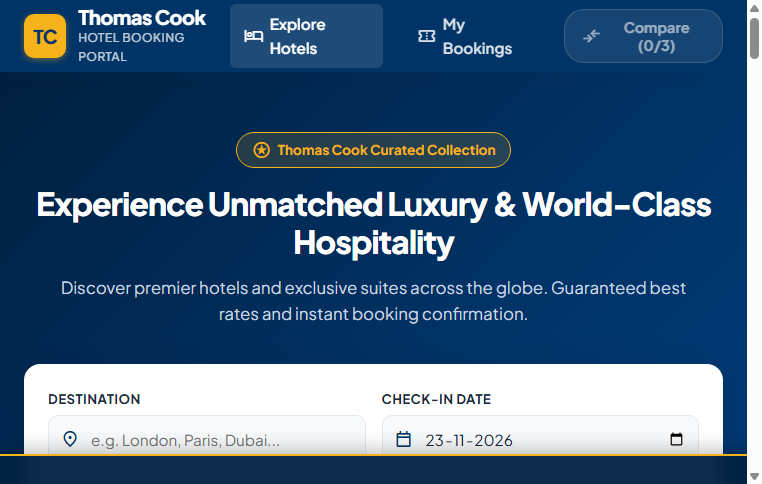 TC
Thomas Cook
HOTEL BOOKING
PORTAL
Explore
Hotels
My
Bookings
Compare
(0/3)
Thomas Cook Curated Collection
Experience Unmatched Luxury & World-Class
Hospitality
Discover premier hotels and exclusive suites across the globe. Guaranteed best
rates and instant booking confirmation.
DESTINATION
CHECK-IN DATE
e.g. London, Paris, Dubai...
23-11-2026